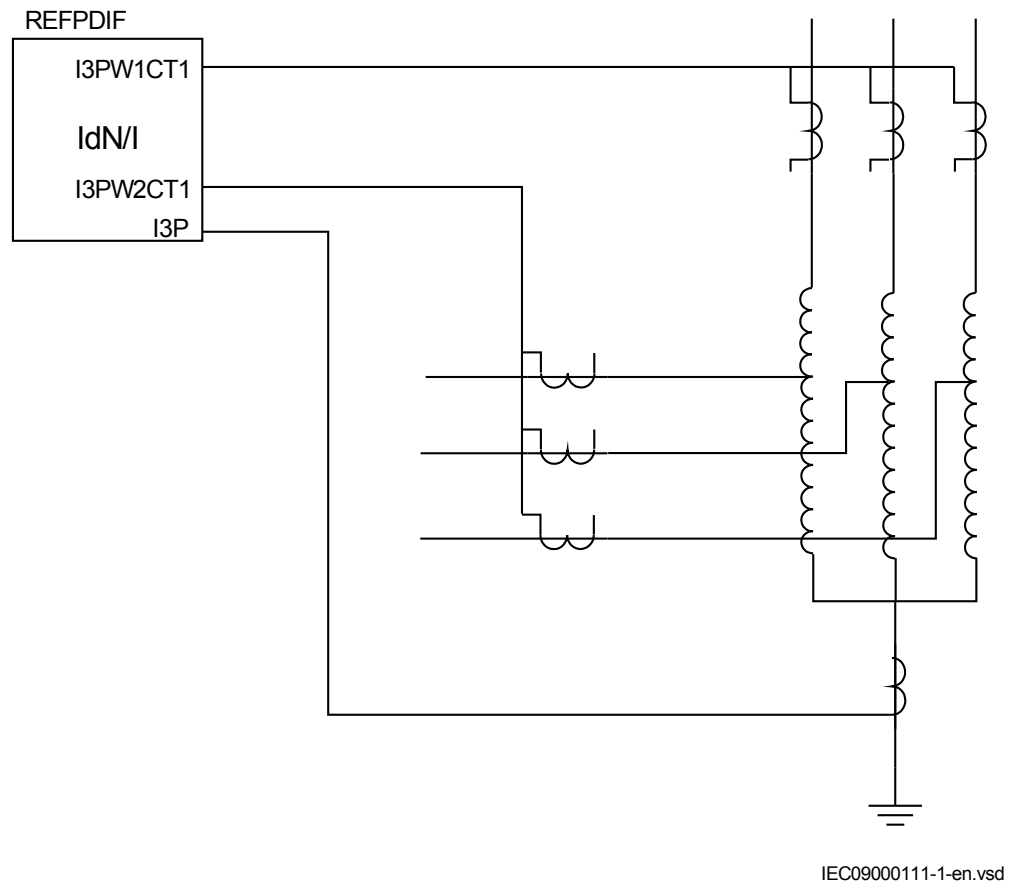 REFPDIF
I3PW1CT1
IdN/I
I3PW2CT1
I3P
IEC09000111-1-en.vsd